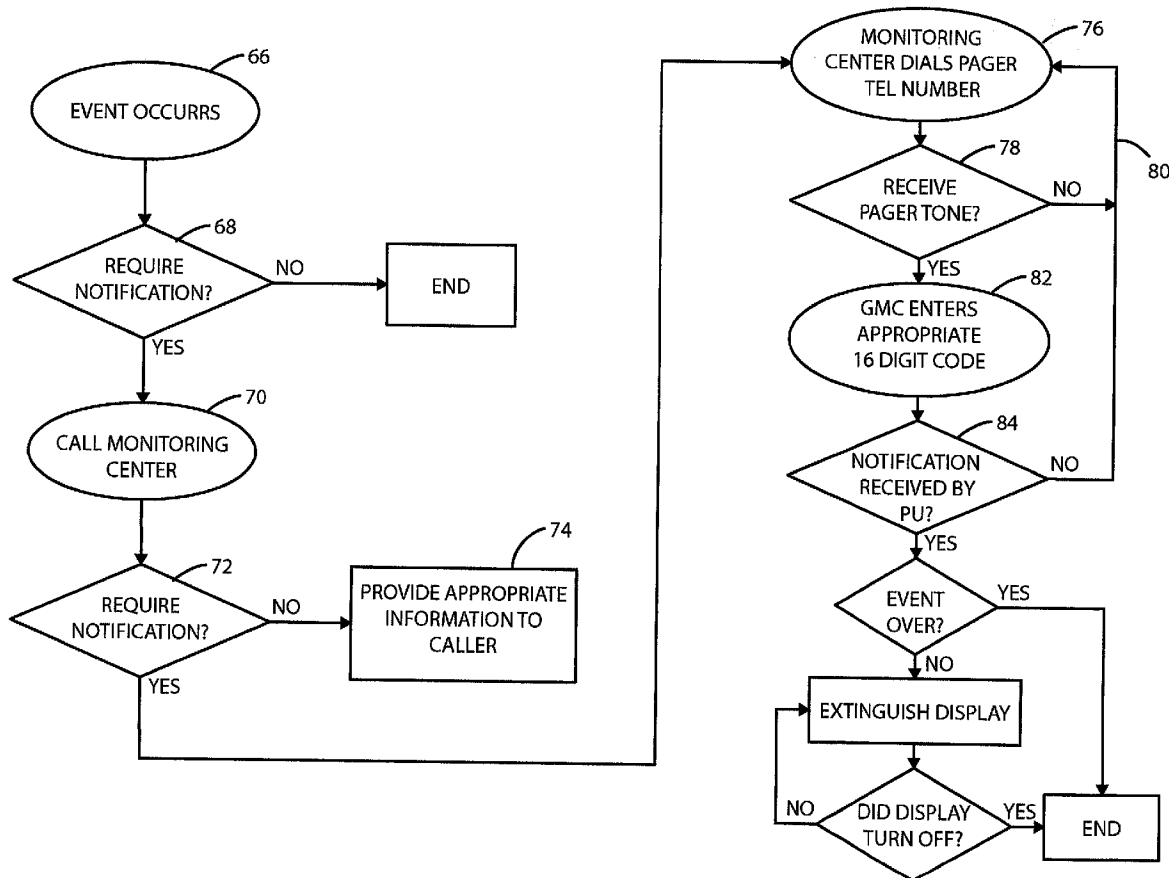 66
EVENT OCCURRS
68
REQUIRE
NOTIFICATION?
NO
END
YES
70
CALL MONITORING
CENTER
72
REQUIRE
NOTIFICATION?
NO
74
PROVIDE APPROPRIATE
INFORMATION TO
CALLER
YES
76
MONITORING
CENTER DIALS PAGER
TEL NUMBER
78
80
RECEIVE
PAGER TONE?
NO
YES
82
GMC ENTERS
APPROPRIATE
16 DIGIT CODE
84
NOTIFICATION
RECEIVED BY
PU?
NO
YES
EVENT
OVER?
YES
NO
EXTINGUISH DISPLAY
NO
DID DISPLAY
TURN OFF?
YES
END